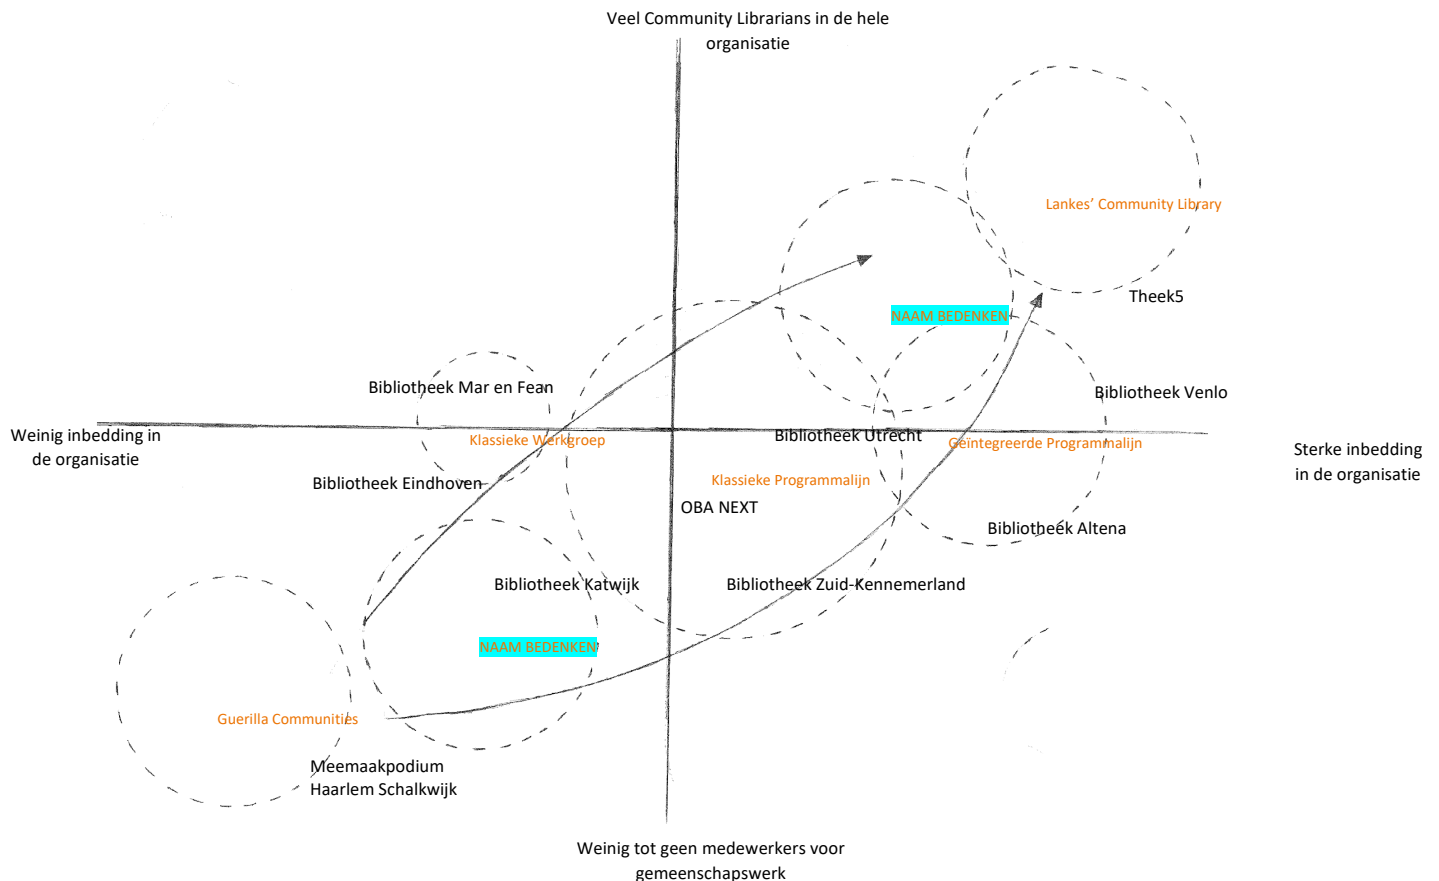 Veel Community Librarians in de hele
organisatie
Lankes’ Community Library
Theek5
NAAM BEDENKEN
Bibliotheek Mar en Fean
Bibliotheek Venlo
Weinig inbedding in
de organisatie
Klassieke Werkgroep
Bibliotheek Utrecht
Geïntegreerde Programmalijn
Sterke inbedding
in de organisatie
Bibliotheek Eindhoven
Klassieke Programmalijn
OBA NEXT
Bibliotheek Altena
Bibliotheek Katwijk
Bibliotheek Zuid-Kennemerland
NAAM BEDENKEN
Guerilla Communities
Meemaakpodium
Haarlem Schalkwijk
Weinig tot geen medewerkers voor
gemeenschapswerk